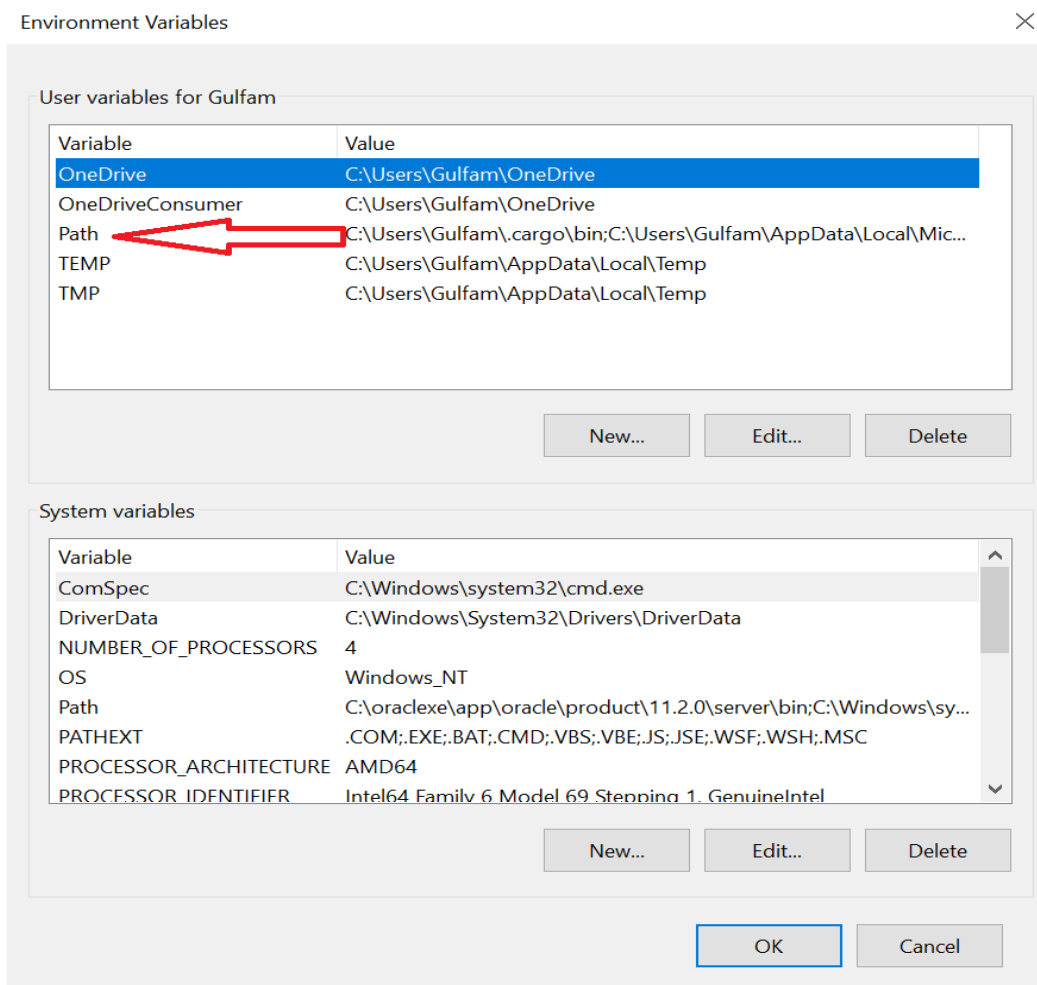 Environment Variables
User variables for Gulfam
Variable Value
OneDrive C:\Users\Gulfam\OneDrive
OneDriveConsumer C:\Users\Gulfam\OneDrive
Path C:\Users\Gulfam\.cargo\bin;C:\Users\Gulfam\AppData\Local\Mic...
TEMP C:\Users\Gulfam\AppData\Local\Temp
TMP C:\Users\Gulfam\AppData\Local\Temp
New... Edit... Delete
System variables
Variable Value
ComSpec C:\Windows\system32\cmd.exe
DriverData C:\Windows\System32\Drivers\DriverData
NUMBER_OF_PROCESSORS 4
OS Windows_NT
Path C:\oraclexe\app\oracle\product\11.2.0\server\bin;C:\Windows\sy...
PATHEXT .COM;.EXE;.BAT;.CMD;.VBS;.VBE;.JS;.JSE;.WSF;.WSH;.MSC
PROCESSOR_ARCHITECTURE AMD64
PROCESSOR_IDENTIFIER Intel64 Family 6 Model 69 Stepping 1, GenuineIntel
New... Edit... Delete
OK Cancel